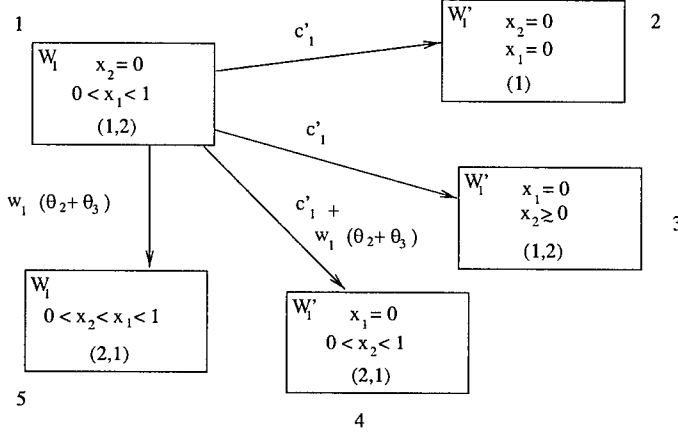 1
W₁
x₂ = 0
0 < x₁ < 1
(1,2)
c'₁
W₁'
x₂ = 0
x₁ = 0
(1)
2
c'₁
W₁'
x₁ = 0
x₂ ≳ 0
(1,2)
3
w₁ (θ₂+θ₃)
c'₁ +
w₁ (θ₂+θ₃)
W₁
0 < x₂ < x₁ < 1
(2,1)
5
W₁'
x₁ = 0
0 < x₂ < 1
(2,1)
4